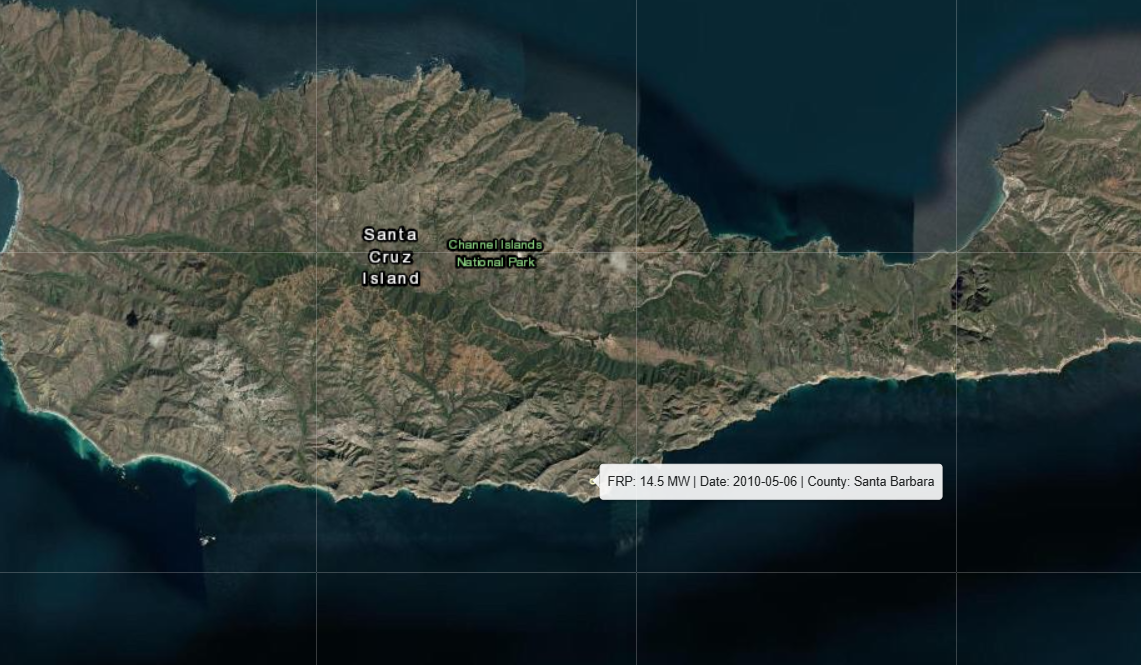 Santa
Cruz
Island
Channel Islands
National Park
FRP: 14.5 MW | Date: 2010-05-06 | County: Santa Barbara